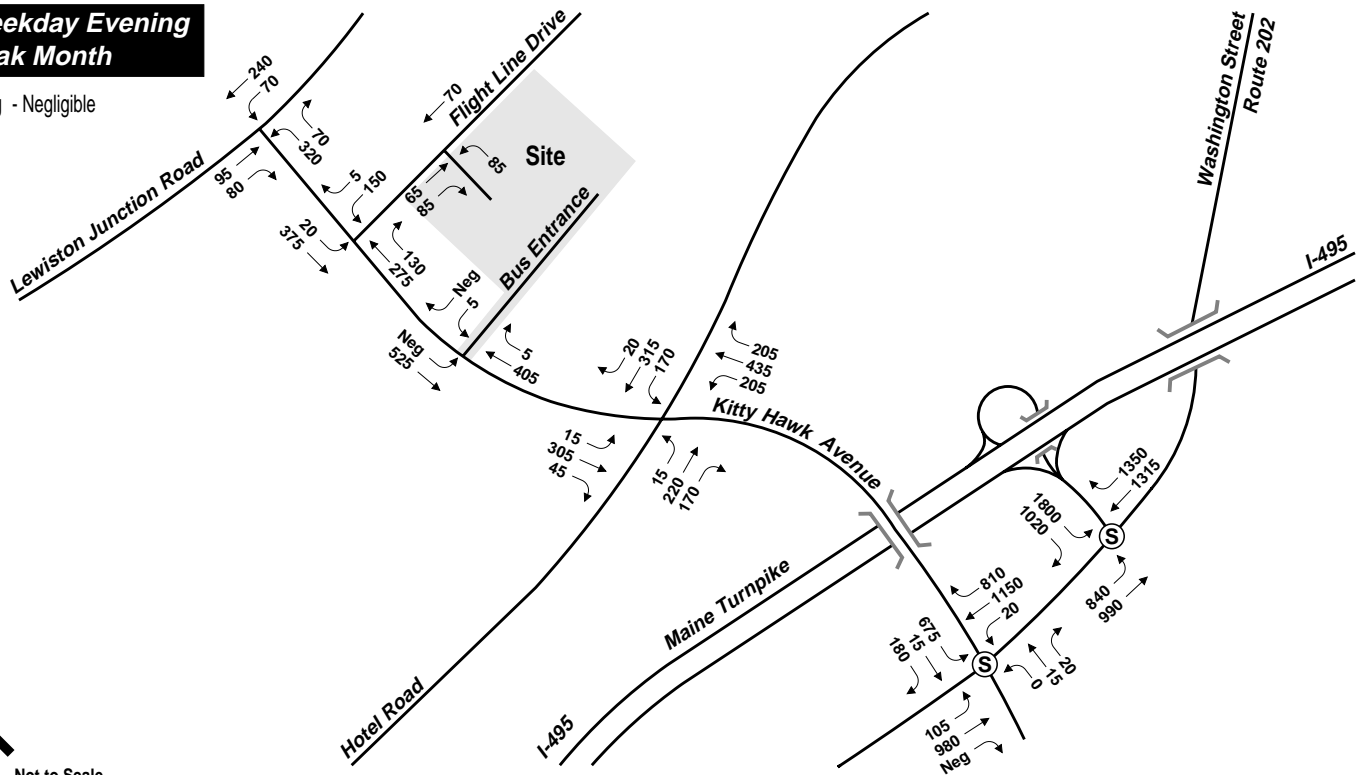 eekday Evening
ak Month
- Negligible
240
70
70
320
95
80
Lewiston Junction Road
70
Flight Line Drive
Site
85
65
85
5
150
20
375
130
275
Bus Entrance
Neg
5
Neg
525
5
405
20
315
170
205
435
205
15
305
45
15
220
170
Kitty Hawk Avenue
Washington Street
Route 202
I-495
1350
1315
1800
1020
840
990
S
810
1150
20
675
15
180
S
0
15
20
105
980
Neg
Maine Turnpike
I-495
Hotel Road
Not to Scale